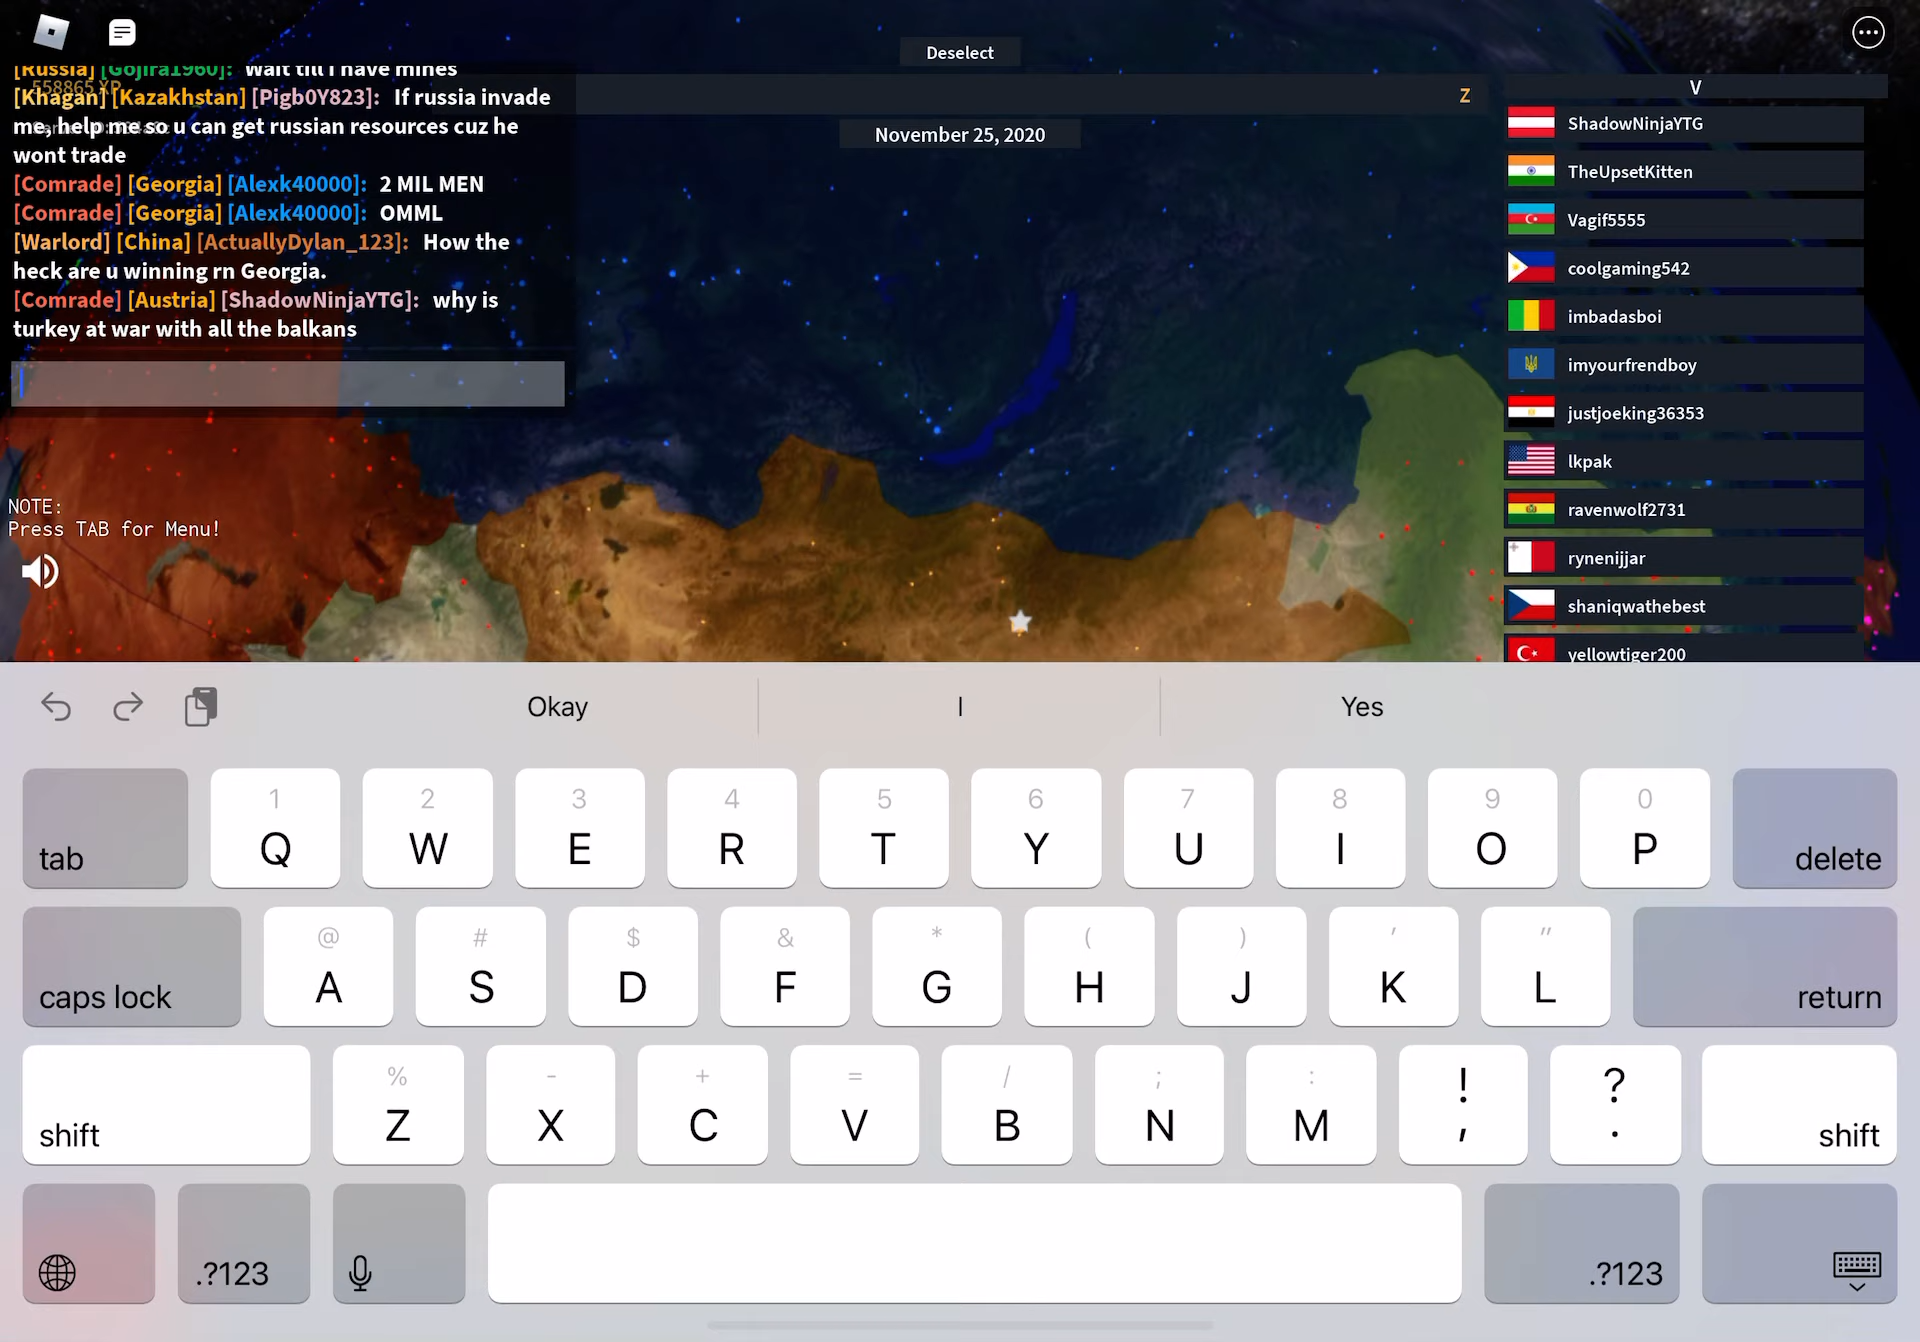 Deselect
[Russia] [Gojira1960]: Wait till i have mines
558865 XP
[Khagan] [Kazakhstan] [Pigb0Y823]: If russia invade
me, help me so u can get russian resources cuz he
wont trade
[Comrade] [Georgia] [Alexk40000]: 2 MIL MEN
[Comrade] [Georgia] [Alexk40000]: OMML
[Warlord] [China] [ActuallyDylan_123]: How the
heck are u winning rn Georgia.
[Comrade] [Austria] [ShadowNinjaYTG]: why is
turkey at war with all the balkans
Z
November 25, 2020
V
ShadowNinjaYTG
TheUpsetKitten
Vagif5555
coolgaming542
imbadasboi
imyourfrendboy
justjoeking36353
lkpak
ravenwolf2731
rynenijjar
shaniqwathebest
yellowtiger200
NOTE:
Press TAB for Menu!
Okay I Yes
1 2 3 4 5 6 7 8 9 0
tab Q W E R T Y U I O P delete
@ # $ & * ( ) ' "
caps lock A S D F G H J K L return
% - + = / ; : ! ?
shift Z X C V B N M , . shift
.?123 .?123